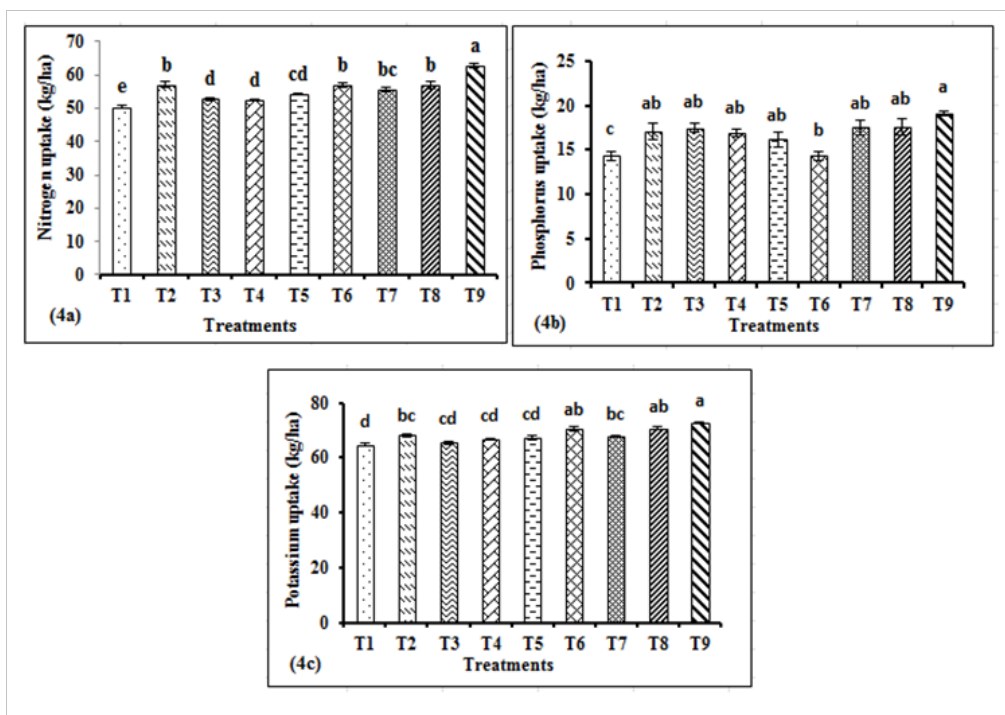 Nitrogen uptake (kg/ha)
70
60
50
40
30
20
10
0
e b d d cd b bc b a
T1 T2 T3 T4 T5 T6 T7 T8 T9
(4a)
Treatments
Phosphorus uptake (kg/ha)
25
20
15
10
5
0
c ab ab ab ab b ab ab a
T1 T2 T3 T4 T5 T6 T7 T8 T9
(4b)
Treatments
Potassium uptake (kg/ha)
80
60
40
20
0
d bc cd cd cd ab bc ab a
T1 T2 T3 T4 T5 T6 T7 T8 T9
(4c)
Treatments